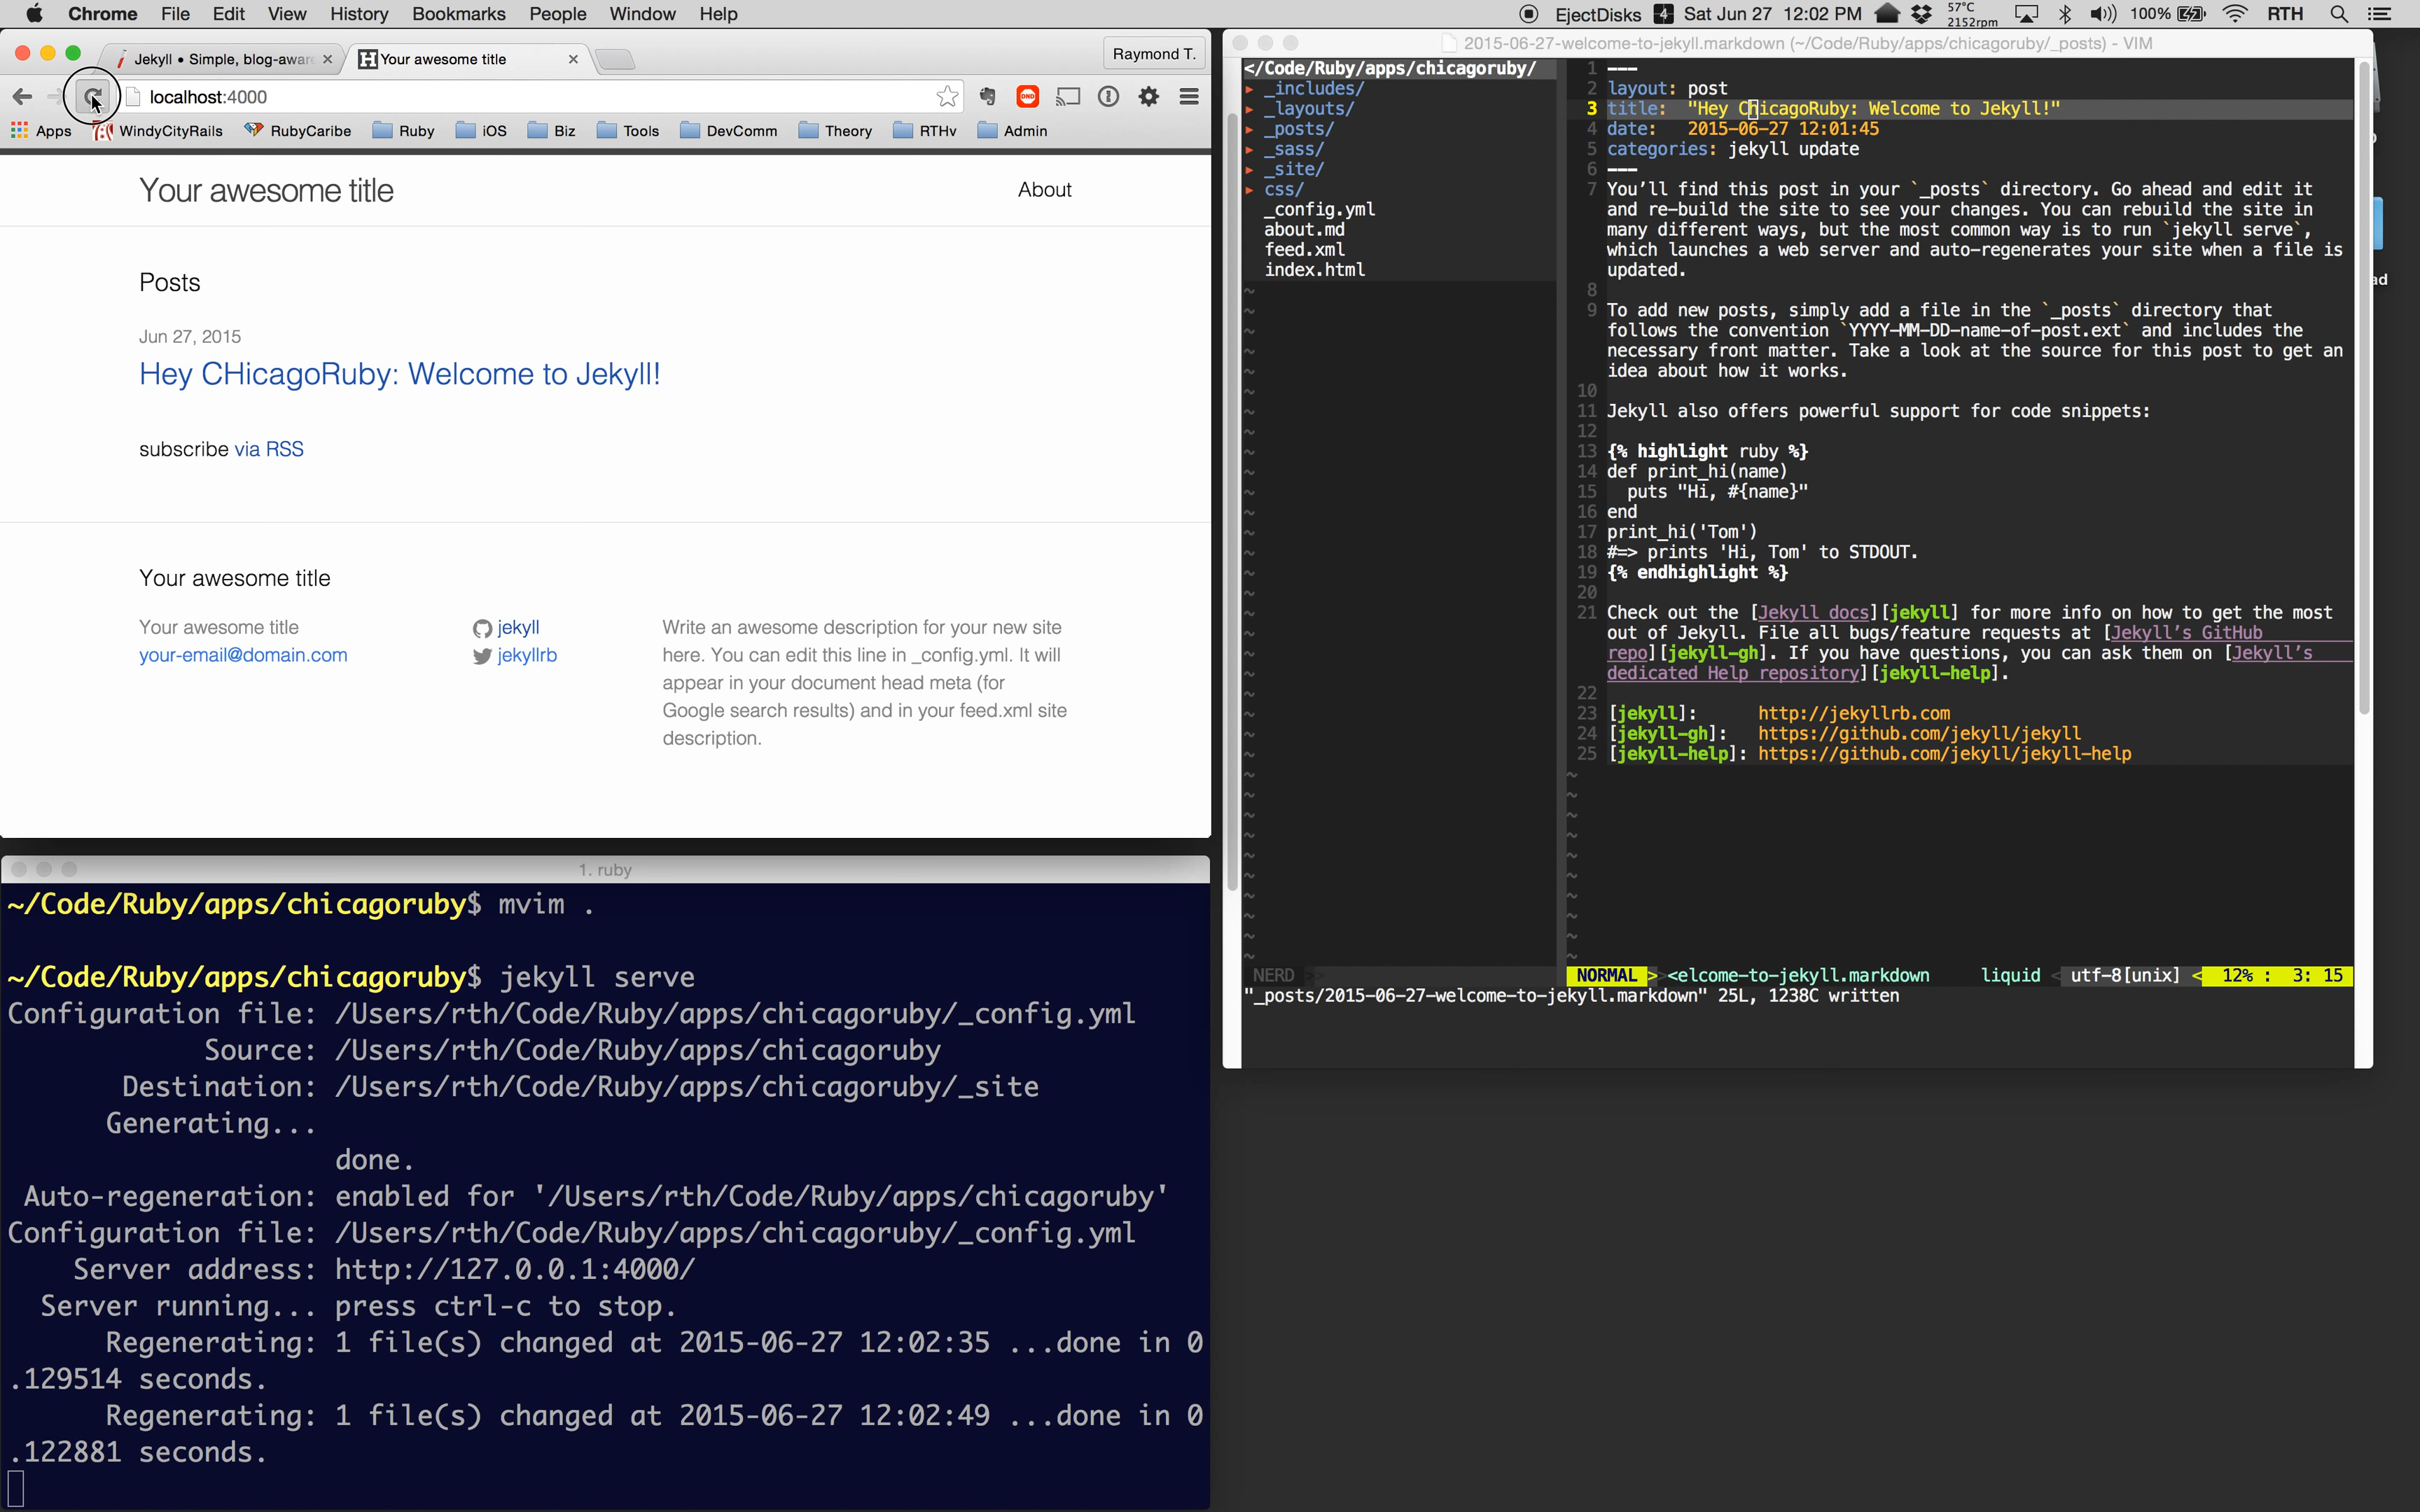 Chrome File Edit View History Bookmarks People Window Help
EjectDisks 4 Sat Jun 27 12:02 PM 57°C 2152rpm 100% RTH
Jekyll • Simple, blog-aware
Your awesome title
Raymond T.
localhost:4000
Apps WindyCityRails RubyCaribe Ruby iOS Biz Tools DevComm Theory RTHv Admin
Your awesome title
About
Posts
Jun 27, 2015
Hey CHicagoRuby: Welcome to Jekyll!
subscribe via RSS
Your awesome title
Your awesome title
your-email@domain.com
jekyll
jekyllrb
Write an awesome description for your new site
here. You can edit this line in _config.yml. It will
appear in your document head meta (for
Google search results) and in your feed.xml site
description.
1. ruby
~/Code/Ruby/apps/chicagoruby$ mvim .
~/Code/Ruby/apps/chicagoruby$ jekyll serve
Configuration file: /Users/rth/Code/Ruby/apps/chicagoruby/_config.yml
Source: /Users/rth/Code/Ruby/apps/chicagoruby
Destination: /Users/rth/Code/Ruby/apps/chicagoruby/_site
Generating...
done.
Auto-regeneration: enabled for '/Users/rth/Code/Ruby/apps/chicagoruby'
Configuration file: /Users/rth/Code/Ruby/apps/chicagoruby/_config.yml
Server address: http://127.0.0.1:4000/
Server running... press ctrl-c to stop.
Regenerating: 1 file(s) changed at 2015-06-27 12:02:35 ...done in 0
.129514 seconds.
Regenerating: 1 file(s) changed at 2015-06-27 12:02:49 ...done in 0
.122881 seconds.
2015-06-27-welcome-to-jekyll.markdown (~/Code/Ruby/apps/chicagoruby/_posts) - VIM
</Code/Ruby/apps/chicagoruby/
▸ _includes/
▸ _layouts/
▸ _posts/
▸ _sass/
▸ _site/
▸ css/
_config.yml
about.md
feed.xml
index.html
1 ---
2 layout: post
3 title:  "Hey ChicagoRuby: Welcome to Jekyll!"
4 date:   2015-06-27 12:01:45
5 categories: jekyll update
6 ---
7 You’ll find this post in your `_posts` directory. Go ahead and edit it
and re-build the site to see your changes. You can rebuild the site in
many different ways, but the most common way is to run `jekyll serve`,
which launches a web server and auto-regenerates your site when a file is
updated.
8
9 To add new posts, simply add a file in the `_posts` directory that
follows the convention `YYYY-MM-DD-name-of-post.ext` and includes the
necessary front matter. Take a look at the source for this post to get an
idea about how it works.
10
11 Jekyll also offers powerful support for code snippets:
12
13 {% highlight ruby %}
14 def print_hi(name)
15   puts "Hi, #{name}"
16 end
17 print_hi('Tom')
18 #=> prints 'Hi, Tom' to STDOUT.
19 {% endhighlight %}
20
21 Check out the [Jekyll docs][jekyll] for more info on how to get the most
out of Jekyll. File all bugs/feature requests at [Jekyll’s GitHub
repo][jekyll-gh]. If you have questions, you can ask them on [Jekyll’s
dedicated Help repository][jekyll-help].
22
23 [jekyll]:      http://jekyllrb.com
24 [jekyll-gh]:   https://github.com/jekyll/jekyll
25 [jekyll-help]: https://github.com/jekyll/jekyll-help
NERD
NORMAL > <elcome-to-jekyll.markdown liquid < utf-8[unix] < 12% : 3: 15
"_posts/2015-06-27-welcome-to-jekyll.markdown" 25L, 1238C written